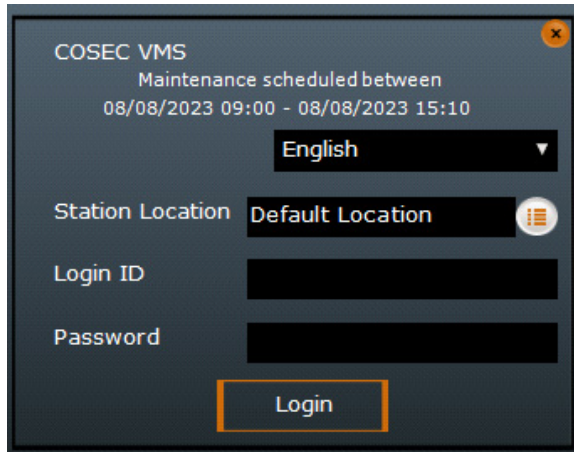 COSEC VMS
Maintenance scheduled between
08/08/2023 09:00 - 08/08/2023 15:10
English
Station Location Default Location
Login ID
Password
Login